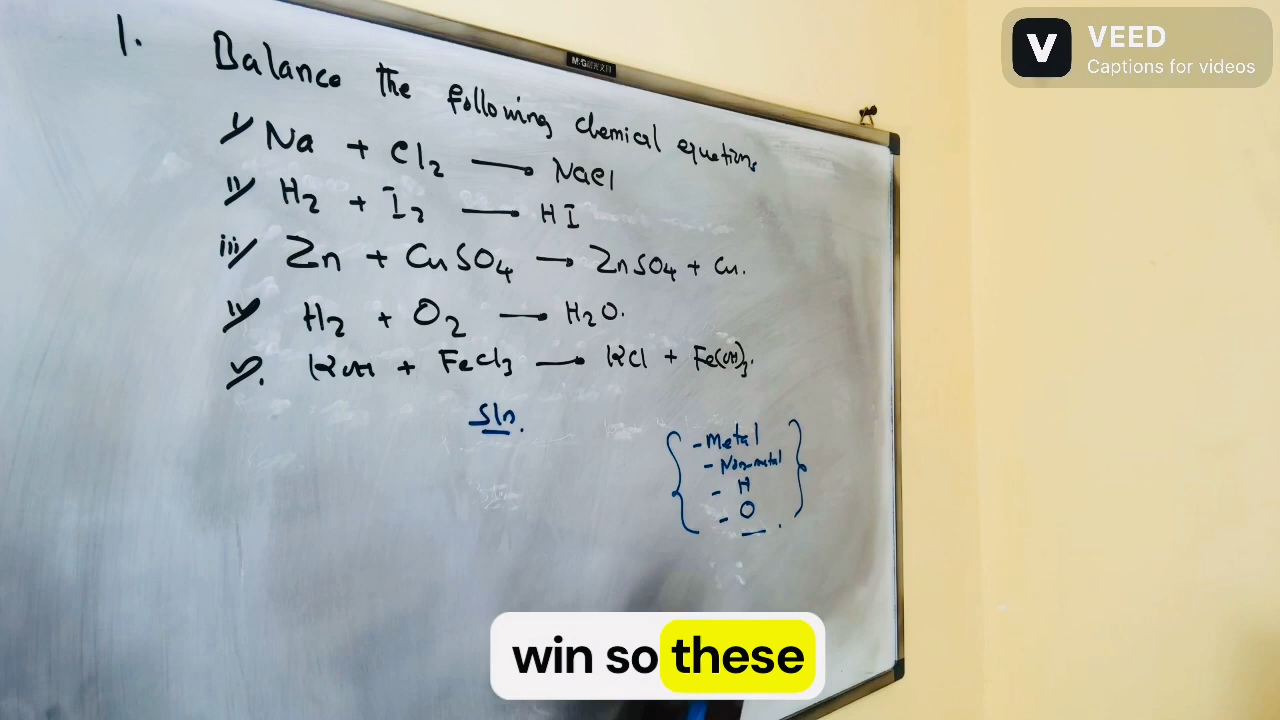 1. Balance the following chemical equations
i) Na + Cl2 → NaCl
ii) H2 + I2 → HI
iii) Zn + CuSO4 → ZnSO4 + Cu.
iv) H2 + O2 → H2O.
v). KOH + FeCl3 → KCl + Fe(OH)3.
Sln.
- Metal
- Non-metal
- H
- O
M&G
VEED
Captions for videos
win so these